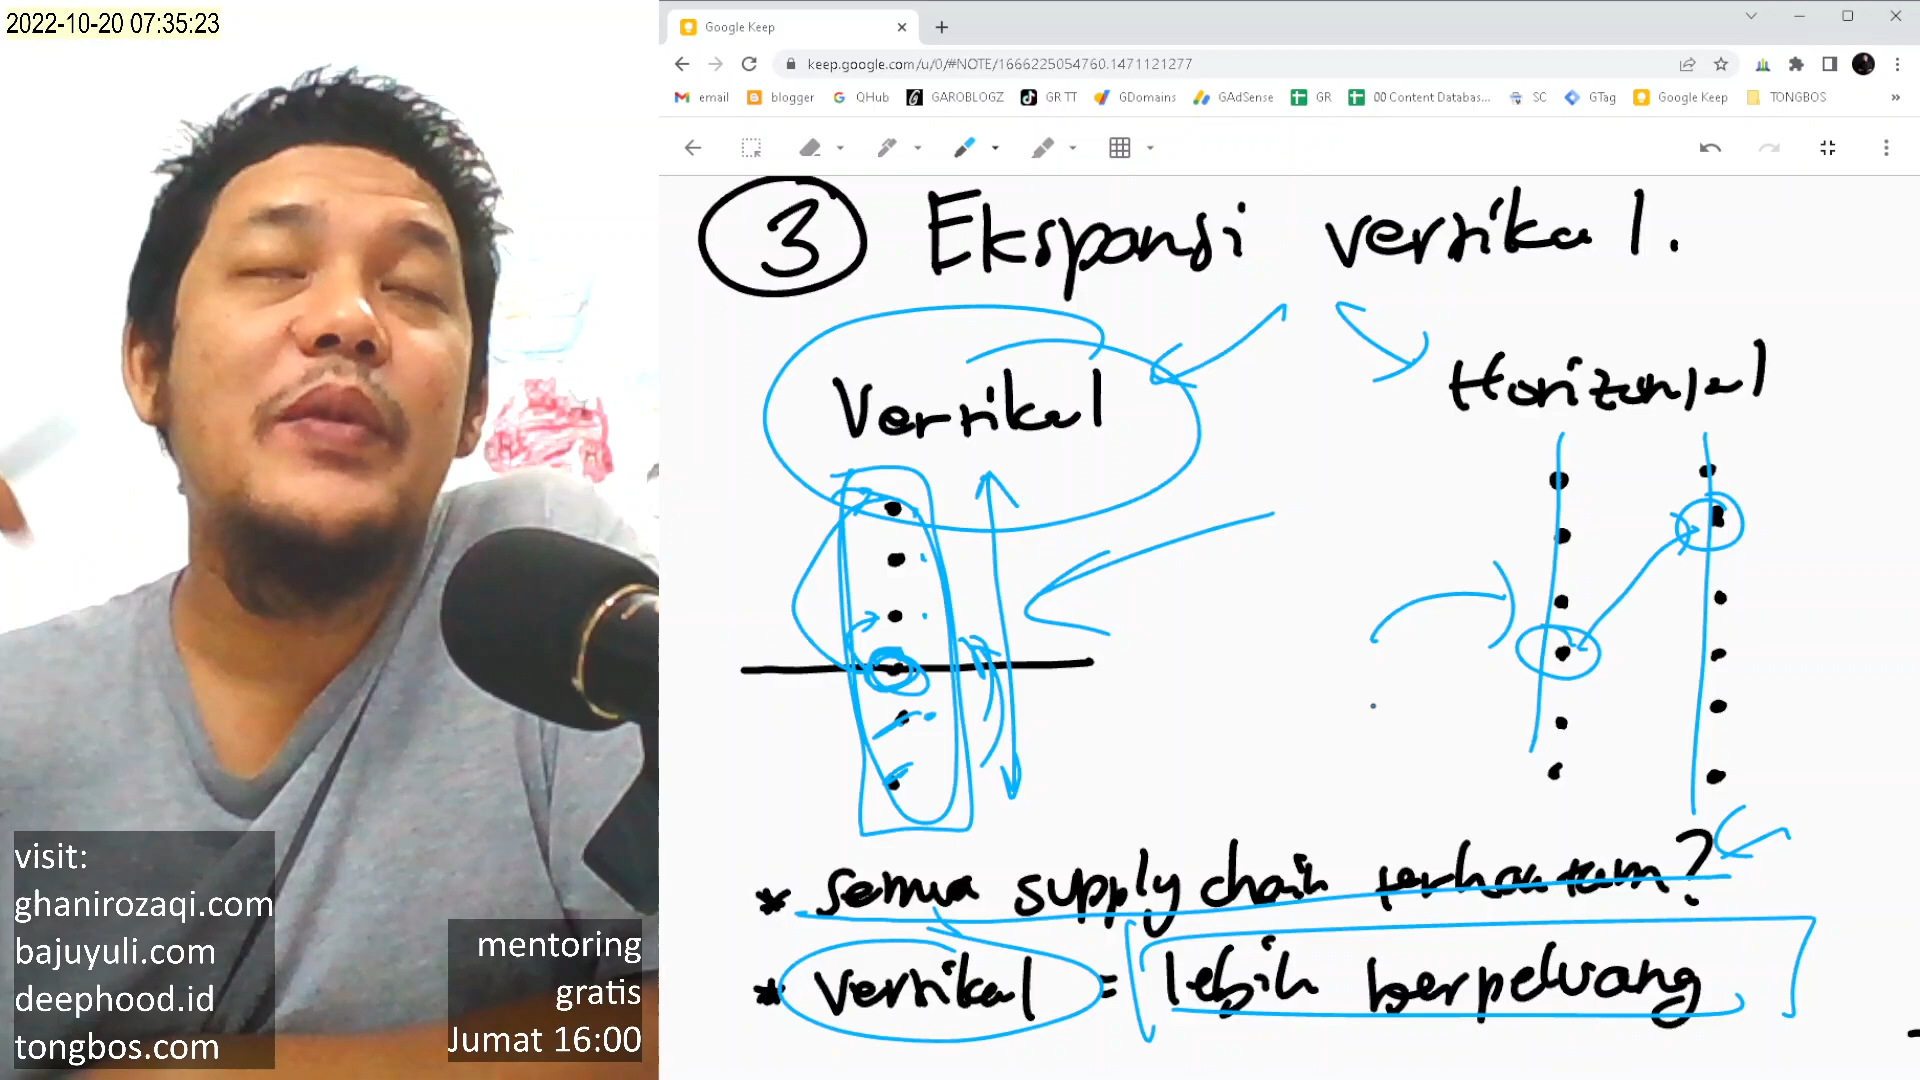 2022-10-20 07:35:23
Google Keep
keep.google.com/u/0/#NOTE/1666225054760.1471121277
email blogger QHub GAROBLOGZ GR TT GDomains GAdSense GR 00 Content Databas... SC GTag Google Keep TONGBOS »
3 Ekspansi vertikal.
Vertikal
Horizontal
* semua supply chain terhantam?
* vertikal = lebih berpeluang
visit:
ghanirozaqi.com
bajuyuli.com
deephood.id
tongbos.com
mentoring
gratis
Jumat 16:00